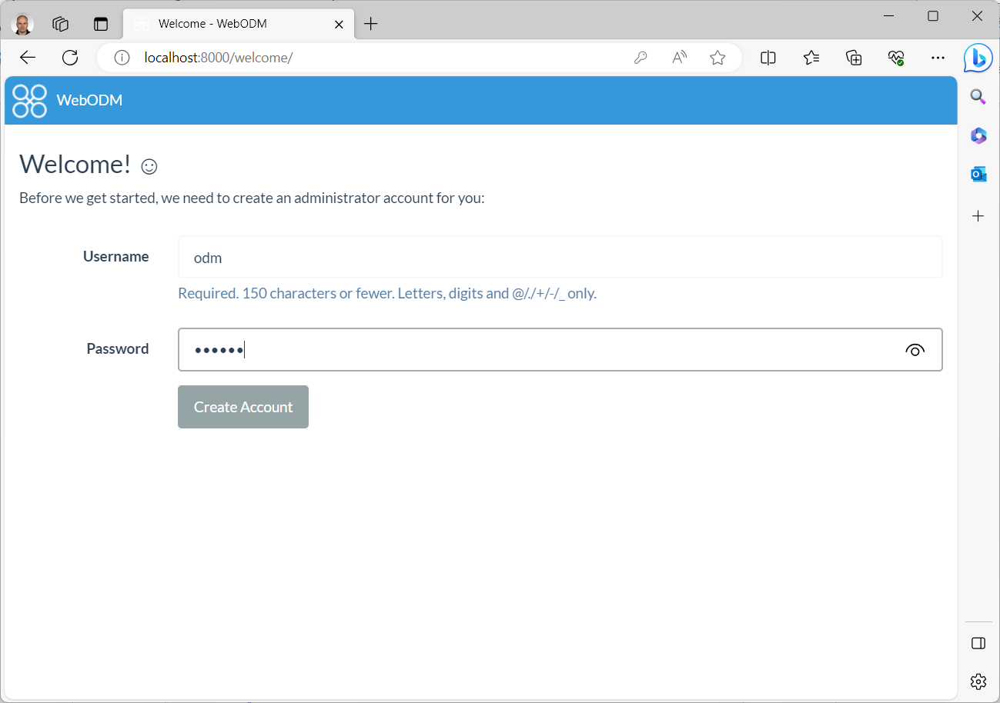 Welcome - WebODM
localhost:8000/welcome/
WebODM
Welcome!
Before we get started, we need to create an administrator account for you:
Username
odm
Required. 150 characters or fewer. Letters, digits and @/./+/-/_ only.
Password
••••••
Create Account